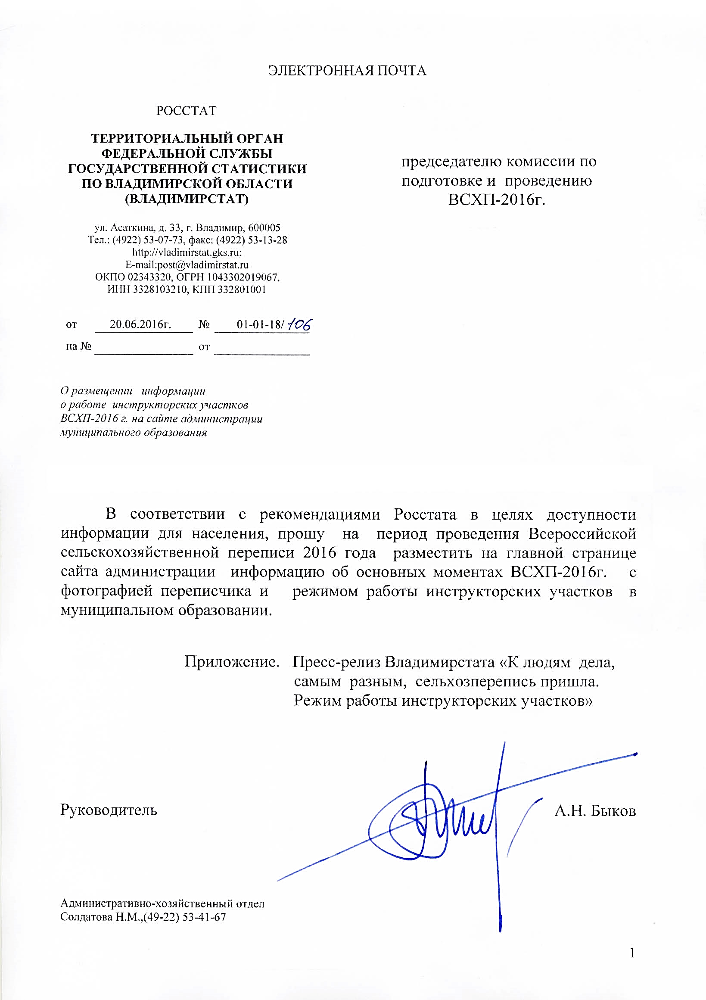 ЭЛЕКТРОННАЯ ПОЧТА
РОССТАТ
ТЕРРИТОРИАЛЬНЫЙ ОРГАН
ФЕДЕРАЛЬНОЙ СЛУЖБЫ
ГОСУДАРСТВЕННОЙ СТАТИСТИКИ
ПО ВЛАДИМИРСКОЙ ОБЛАСТИ
(ВЛАДИМИРСТАТ)
ул. Асаткина, д. 33, г. Владимир, 600005
Тел.: (4922) 53-07-73, факс: (4922) 53-13-28
http://vladimirstat.gks.ru;
E-mail:post@vladimirstat.ru
ОКПО 02343320, ОГРН 1043302019067,
ИНН 3328103210, КПП 332801001
от 20.06.2016г. № 01-01-18/ 106
на № от
председателю комиссии по
подготовке и проведению
ВСХП-2016г.
О размещении информации
о работе инструкторских участков
ВСХП-2016 г. на сайте администрации
муниципального образования
В соответствии с рекомендациями Росстата в целях доступности
информации для населения, прошу на период проведения Всероссийской
сельскохозяйственной переписи 2016 года разместить на главной странице
сайта администрации информацию об основных моментах ВСХП-2016г. с
фотографией переписчика и режимом работы инструкторских участков в
муниципальном образовании.
Приложение. Пресс-релиз Владимирстата «К людям дела,
самым разным, сельхозперепись пришла.
Режим работы инструкторских участков»
Руководитель А.Н. Быков
Административно-хозяйственный отдел
Солдатова Н.М.,(49-22) 53-41-67
1